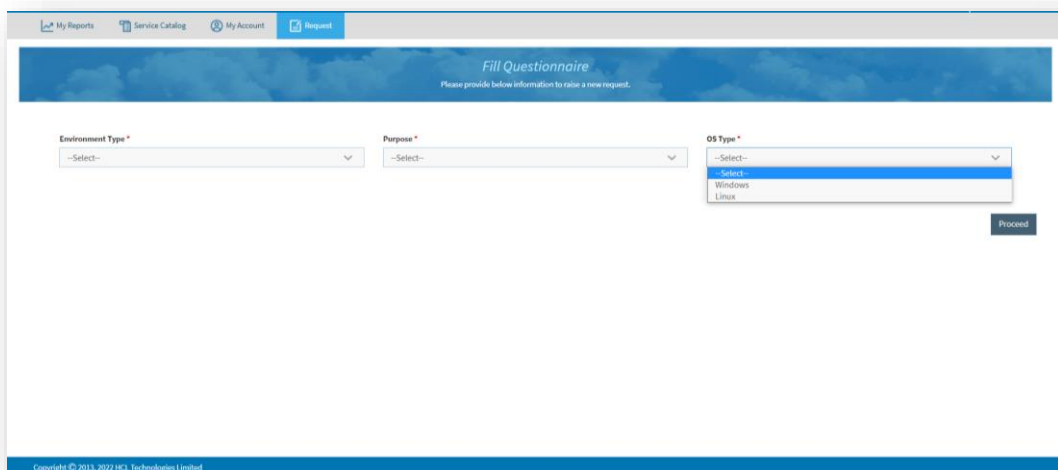 My Reports Service Catalog My Account Request
Fill Questionnaire
Please provide below information to raise a new request.
Environment Type * Purpose * OS Type *
--Select-- --Select-- --Select--
--Select--
Windows
Linux
Proceed
Copyright © 2013, 2022 HCL Technologies Limited